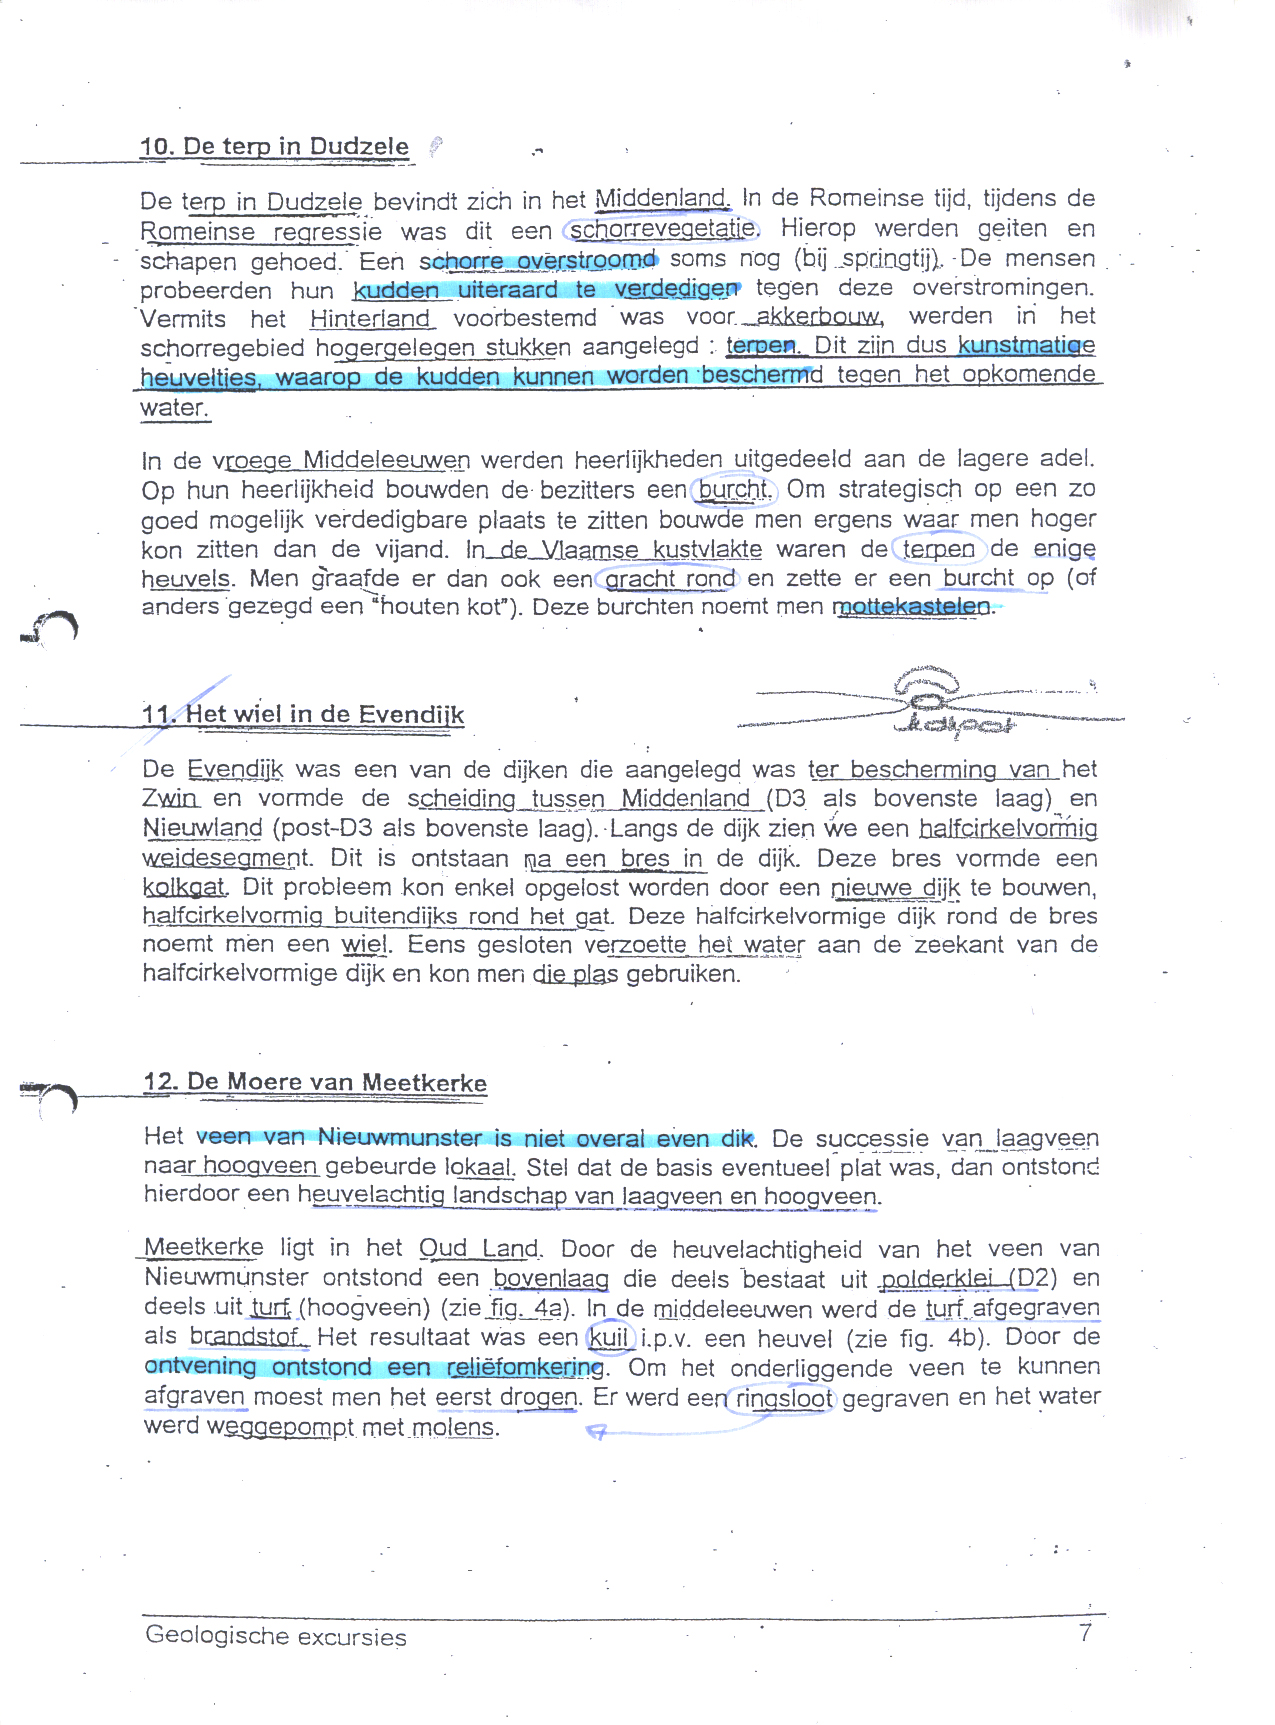 10. De terp in Dudzele
De terp in Dudzele bevindt zich in het Middenland. In de Romeinse tijd, tijdens de
Romeinse regressie was dit een schorrevegetatie. Hierop werden geiten en
schapen gehoed. Een schorre overstroomd soms nog (bij springtij). De mensen
probeerden hun kudden uiteraard te verdedigen tegen deze overstromingen.
Vermits het Hinterland voorbestemd was voor akkerbouw, werden in het
schorregebied hogergelegen stukken aangelegd : terpen. Dit zijn dus kunstmatige
heuveltjes, waarop de kudden kunnen worden beschermd tegen het opkomende
water.
In de vroege Middeleeuwen werden heerlijkheden uitgedeeld aan de lagere adel.
Op hun heerlijkheid bouwden de bezitters een burcht. Om strategisch op een zo
goed mogelijk verdedigbare plaats te zitten bouwde men ergens waar men hoger
kon zitten dan de vijand. In de Vlaamse kustvlakte waren de terpen de enige
heuvels. Men graafde er dan ook een gracht rond en zette er een burcht op (of
anders gezegd een "houten kot"). Deze burchten noemt men mottekastelen.
11. Het wiel in de Evendijk
kolkgat
De Evendijk was een van de dijken die aangelegd was ter bescherming van het
Zwin en vormde de scheiding tussen Middenland (D3 als bovenste laag) en
Nieuwland (post-D3 als bovenste laag). Langs de dijk zien we een halfcirkelvormig
weidesegment. Dit is ontstaan na een bres in de dijk. Deze bres vormde een
kolkgat. Dit probleem kon enkel opgelost worden door een nieuwe dijk te bouwen,
halfcirkelvormig buitendijks rond het gat. Deze halfcirkelvormige dijk rond de bres
noemt men een wiel. Eens gesloten verzoette het water aan de zeekant van de
halfcirkelvormige dijk en kon men die plas gebruiken.
12. De Moere van Meetkerke
Het veen van Nieuwmunster is niet overal even dik. De successie van laagveen
naar hoogveen gebeurde lokaal. Stel dat de basis eventueel plat was, dan ontstond
hierdoor een heuvelachtig landschap van laagveen en hoogveen.
Meetkerke ligt in het Oud Land. Door de heuvelachtigheid van het veen van
Nieuwmunster ontstond een bovenlaag die deels bestaat uit polderklei (D2) en
deels uit turf (hoogveen) (zie fig. 4a). In de middeleeuwen werd de turf afgegraven
als brandstof. Het resultaat was een kuil i.p.v. een heuvel (zie fig. 4b). Door de
ontvening ontstond een reliëfomkering. Om het onderliggende veen te kunnen
afgraven moest men het eerst drogen. Er werd een ringsloot gegraven en het water
werd weggepompt met molens.
Geologische excursies 7